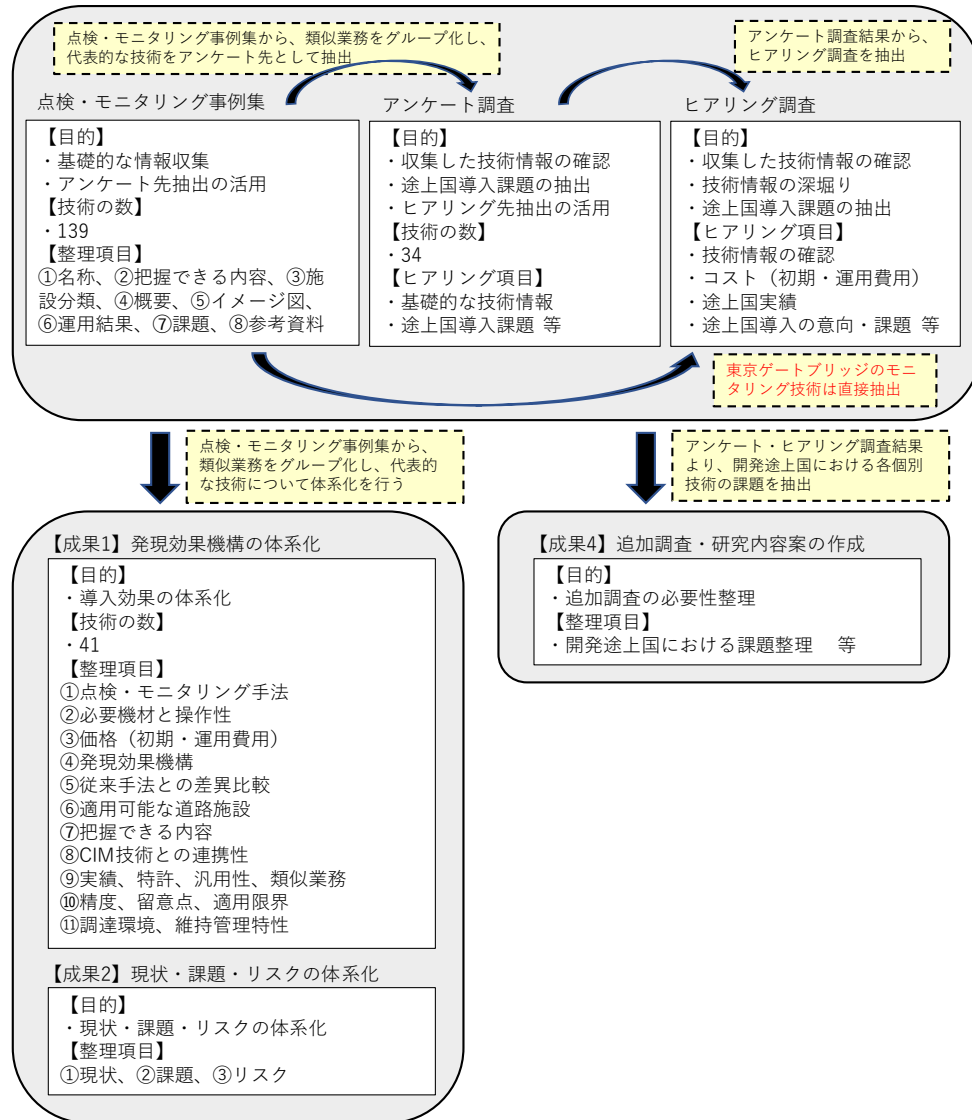 点検・モニタリング事例集から、類似業務をグループ化し、
代表的な技術をアンケート先として抽出
アンケート調査結果から、
ヒアリング調査を抽出
点検・モニタリング事例集
【目的】
・基礎的な情報収集
・アンケート先抽出の活用
【技術の数】
・139
【整理項目】
①名称、②把握できる内容、③施
設分類、④概要、⑤イメージ図、
⑥運用結果、⑦課題、⑧参考資料
アンケート調査
【目的】
・収集した技術情報の確認
・途上国導入課題の抽出
・ヒアリング先抽出の活用
【技術の数】
・34
【ヒアリング項目】
・基礎的な技術情報
・途上国導入課題 等
ヒアリング調査
【目的】
・収集した技術情報の確認
・技術情報の深堀り
・途上国導入課題の抽出
【ヒアリング項目】
・技術情報の確認
・コスト（初期・運用費用）
・途上国実績
・途上国導入の意向・課題 等
東京ゲートブリッジのモニ
タリング技術は直接抽出
点検・モニタリング事例集から、
類似業務をグループ化し、代表的
な技術について体系化を行う
アンケート・ヒアリング調査結果
より、開発途上国における各個別
技術の課題を抽出
【成果1】発現効果機構の体系化
【目的】
・導入効果の体系化
【技術の数】
・41
【整理項目】
①点検・モニタリング手法
②必要機材と操作性
③価格（初期・運用費用）
④発現効果機構
⑤従来手法との差異比較
⑥適用可能な道路施設
⑦把握できる内容
⑧CIM技術との連携性
⑨実績、特許、汎用性、類似業務
⑩精度、留意点、適用限界
⑪調達環境、維持管理特性
【成果2】現状・課題・リスクの体系化
【目的】
・現状・課題・リスクの体系化
【整理項目】
①現状、②課題、③リスク
【成果4】追加調査・研究内容案の作成
【目的】
・追加調査の必要性整理
【整理項目】
・開発途上国における課題整理　等